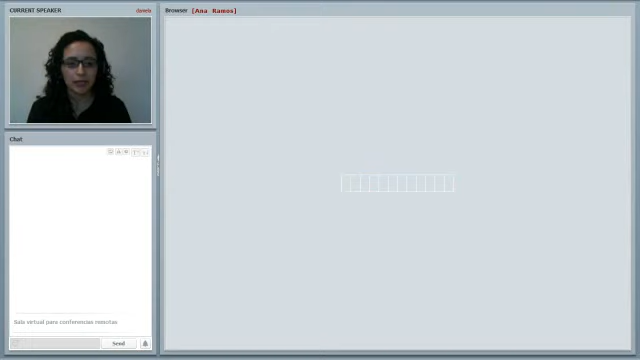 CURRENT SPEAKER
Browser [Ana Ramos]
Chat
Sala virtual para conferencias remotas
Send